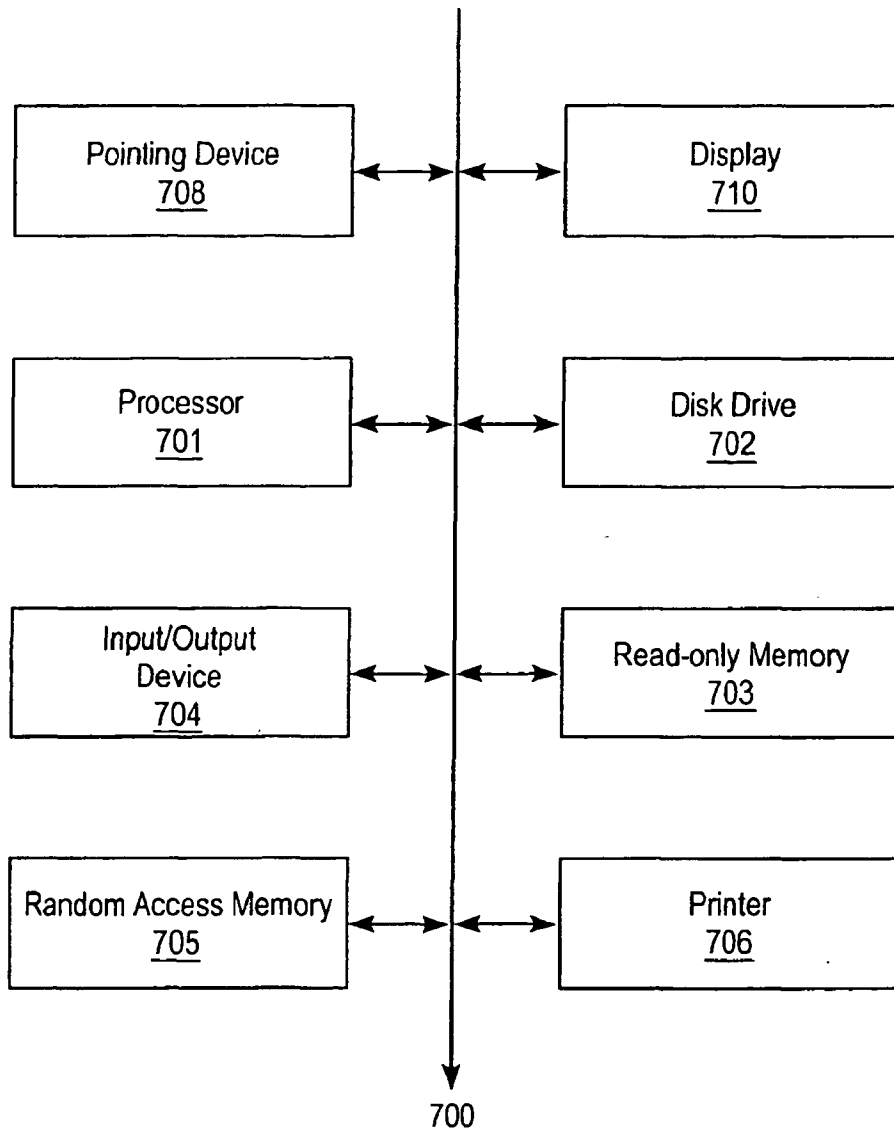 Pointing Device
708
Display
710
Processor
701
Disk Drive
702
Input/Output
Device
704
Read-only Memory
703
Random Access Memory
705
Printer
706
700